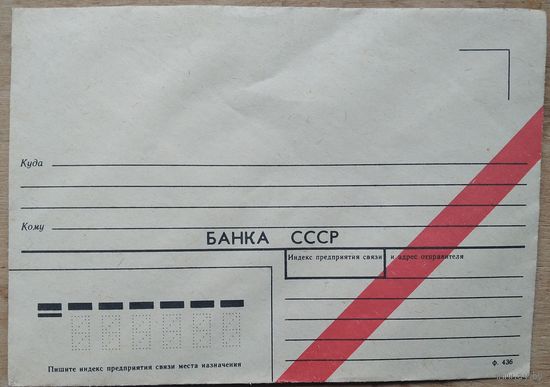 Куда
Кому
БАНКА СССР
Индекс предприятия связи и адрес отправителя
Пишите индекс предприятия связи места назначения
ф. 436